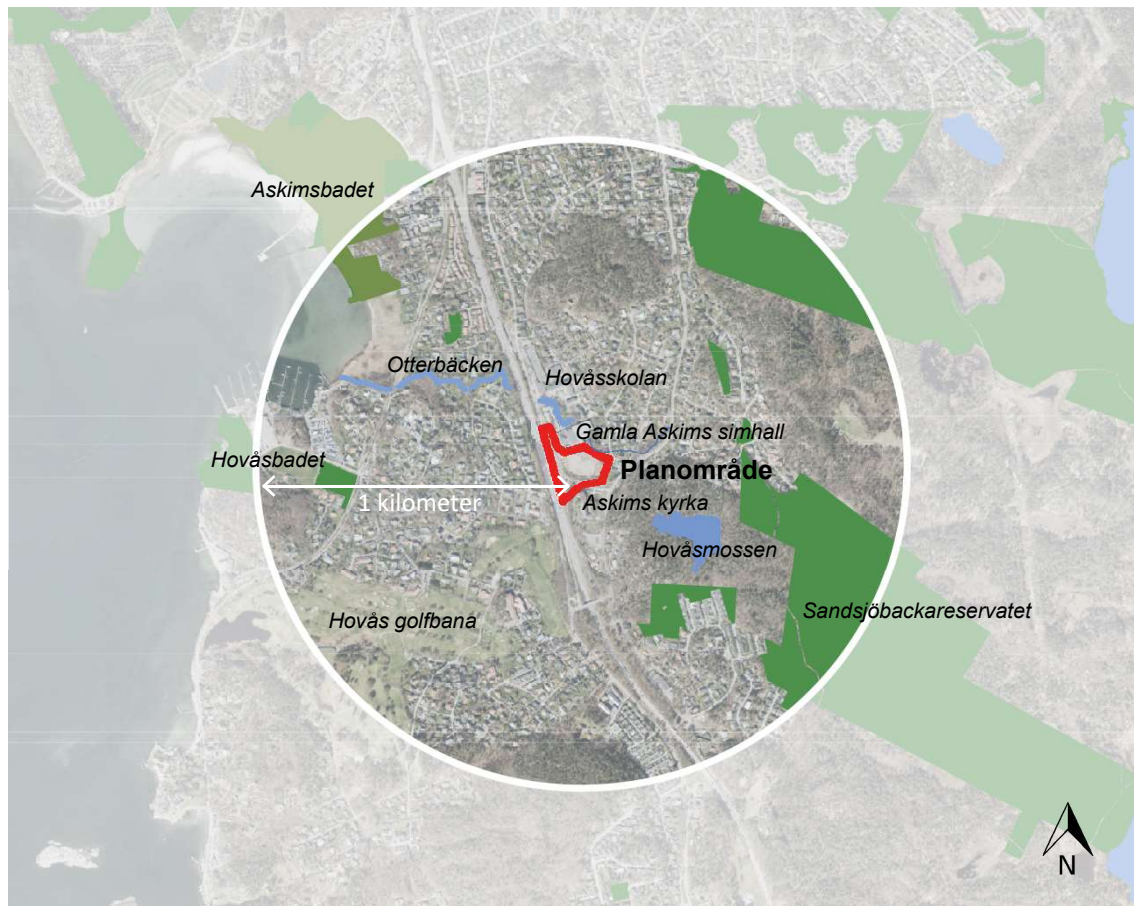 Askimsbadet
Otterbäcken
Hovåsskolan
Gamla Askims simhall
Hovåsbadet
Planområde
1 kilometer
Askims kyrka
Hovåsmossen
Sandsjöbackareservatet
Hovås golfbana
N